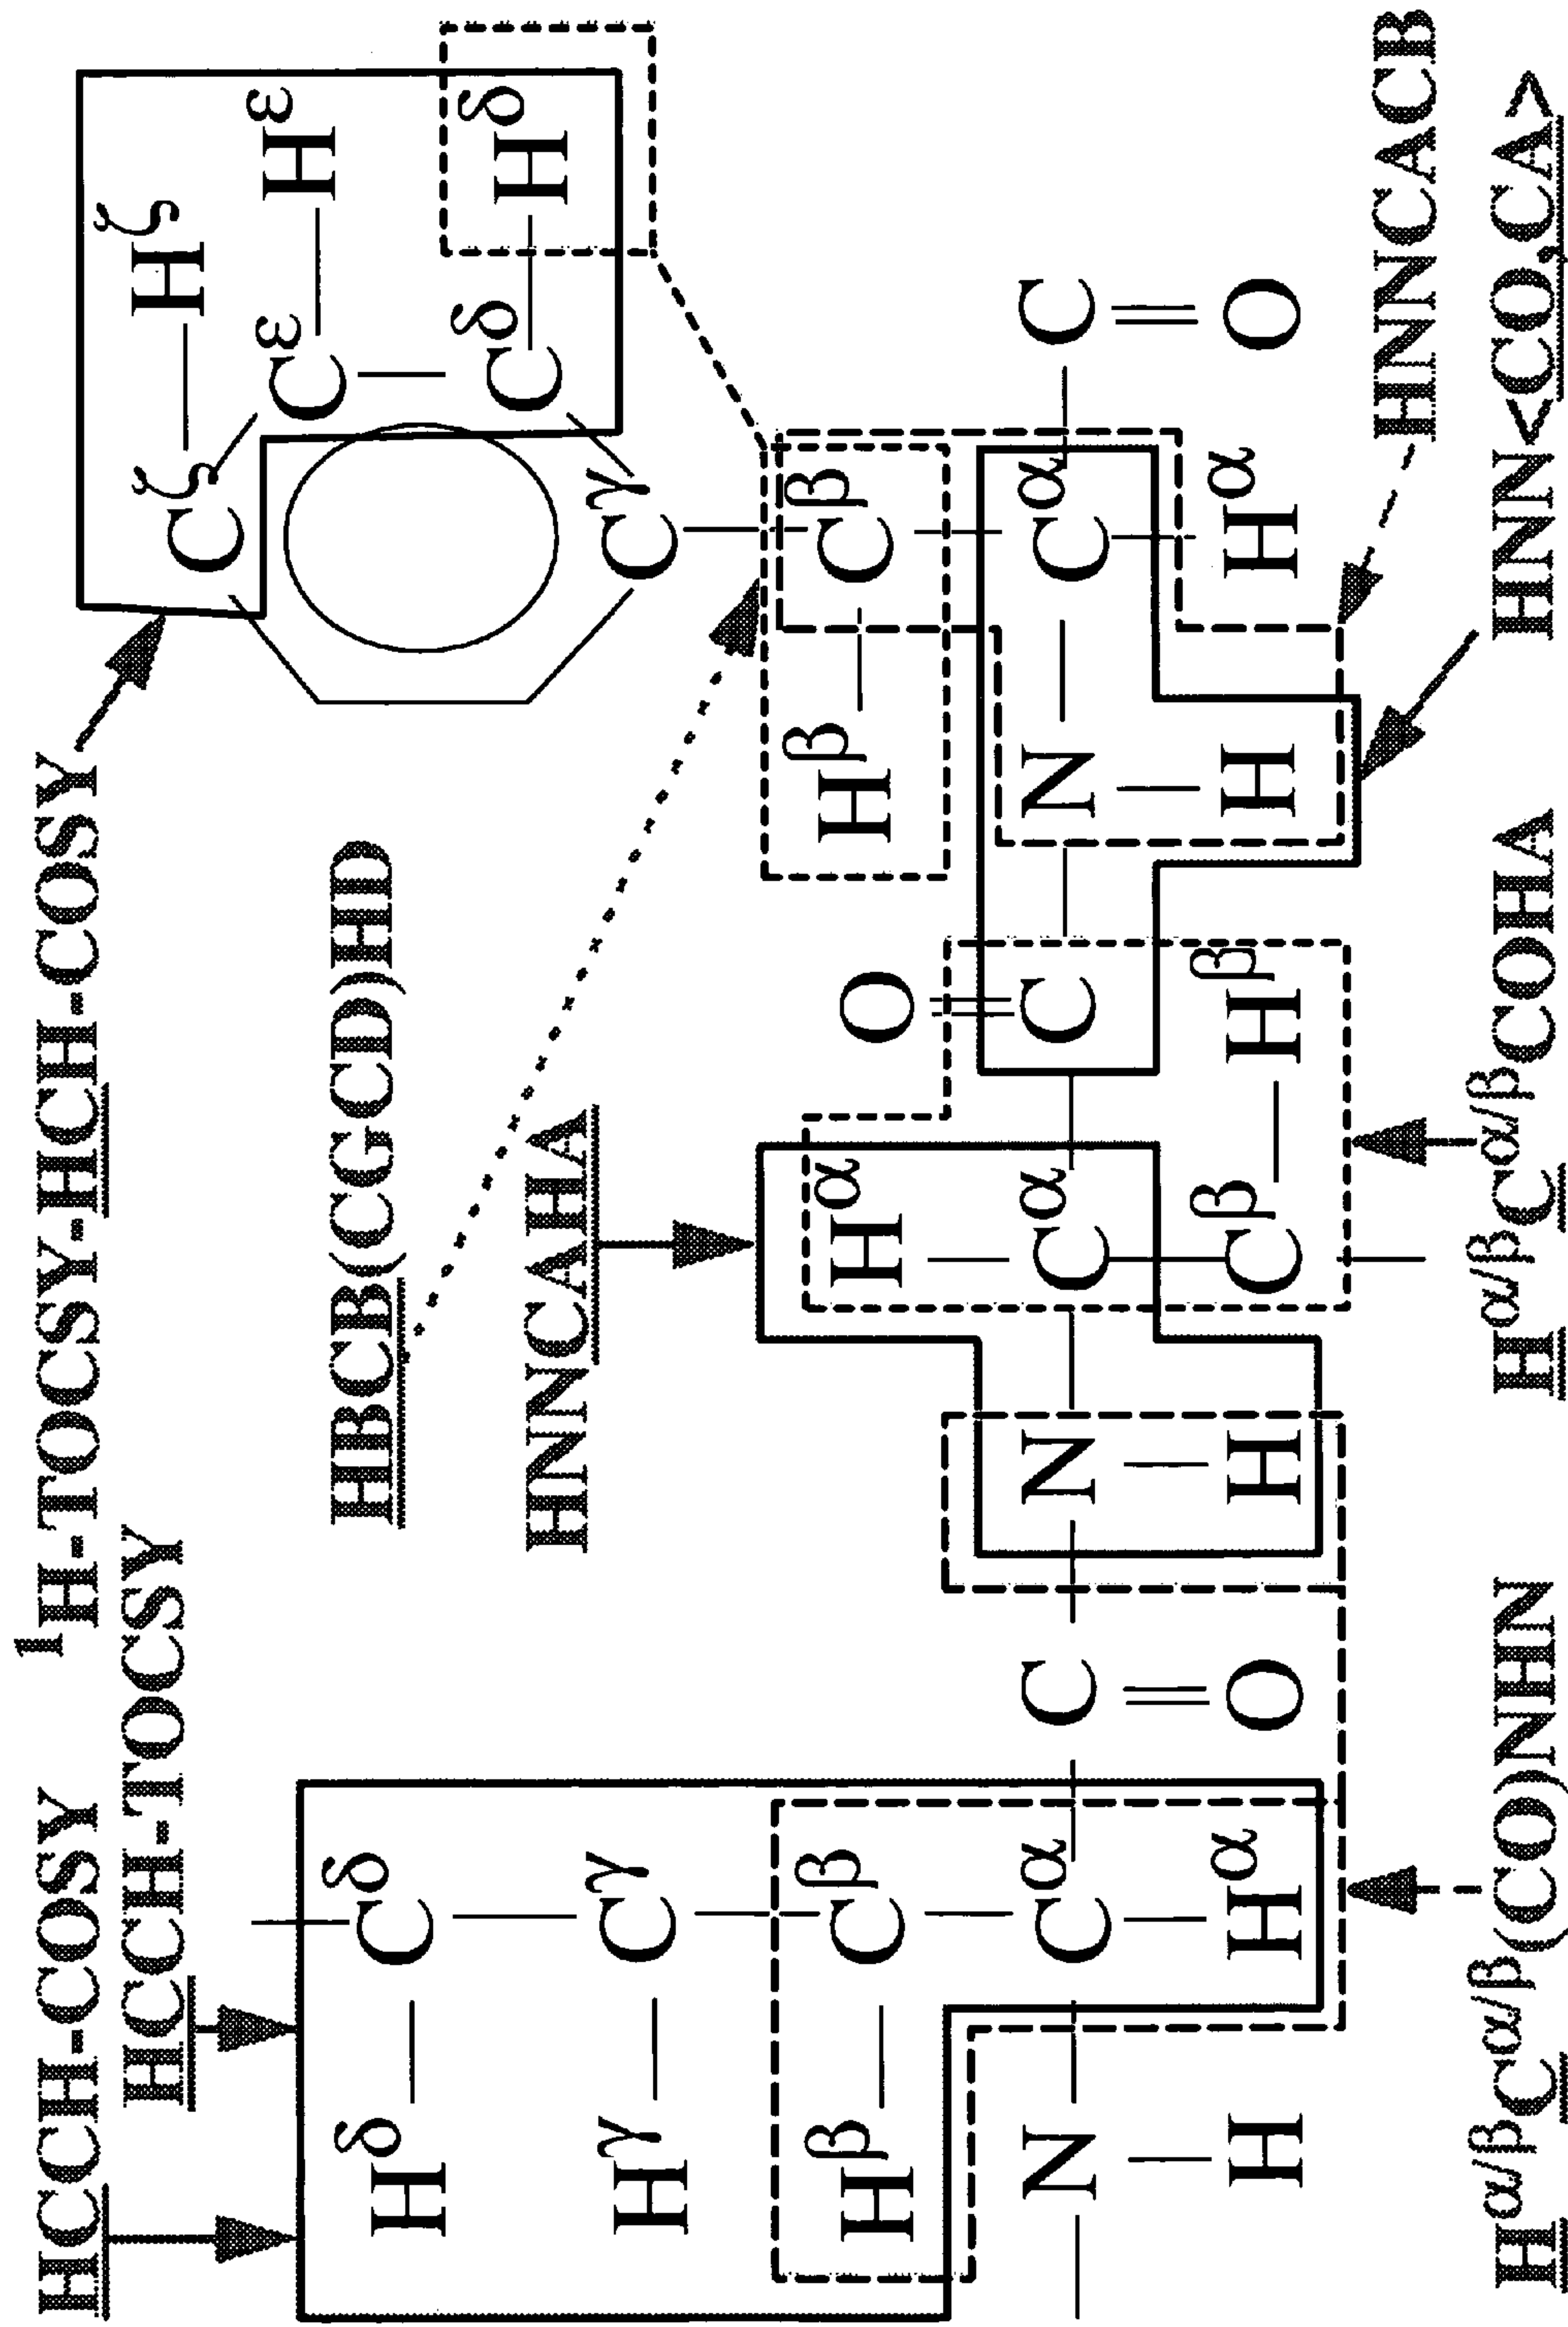 HCCH-COSY
HCCH-TOCSY
¹H-TOCSY-HCH-COSY
HBCB(CGCD)HD
HNNCAHA
Hδ — Cδ
Hγ — Cγ
Hβ — Cβ
N — Cα — C — N — Cα — C — N — Cα — C
H Hα O H
Hα O
Cβ — Hβ
H Hα O
Hβ — Cβ
Cγ
Cδ — Hδ
Cε — Hε
Cζ — Hζ
Hα/βCα/β(CO)NHN
Hα/βCα/βCOHA
HNN<CO,CA>
HNNCACB